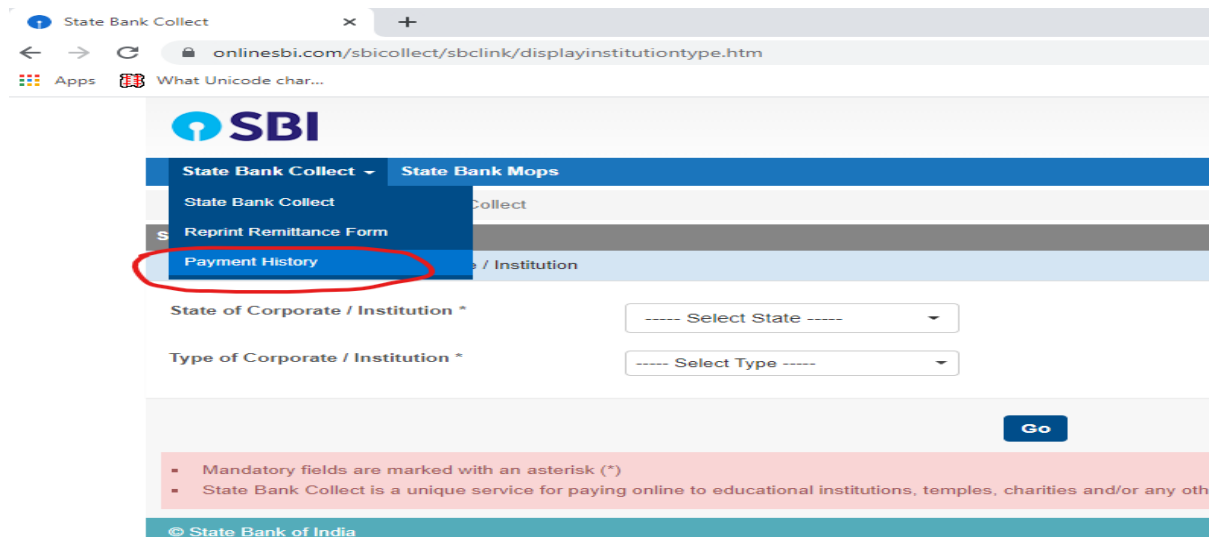 State Bank Collect
onlinesbi.com/sbicollect/sbclink/displayinstitutiontype.htm
Apps What Unicode char...
SBI
State Bank Collect State Bank Mops
State Bank Collect
Collect
Reprint Remittance Form
S
Payment History
/ Institution
State of Corporate / Institution *
----- Select State -----
Type of Corporate / Institution *
----- Select Type -----
Go
Mandatory fields are marked with an asterisk (*)
State Bank Collect is a unique service for paying online to educational institutions, temples, charities and/or any oth
© State Bank of India